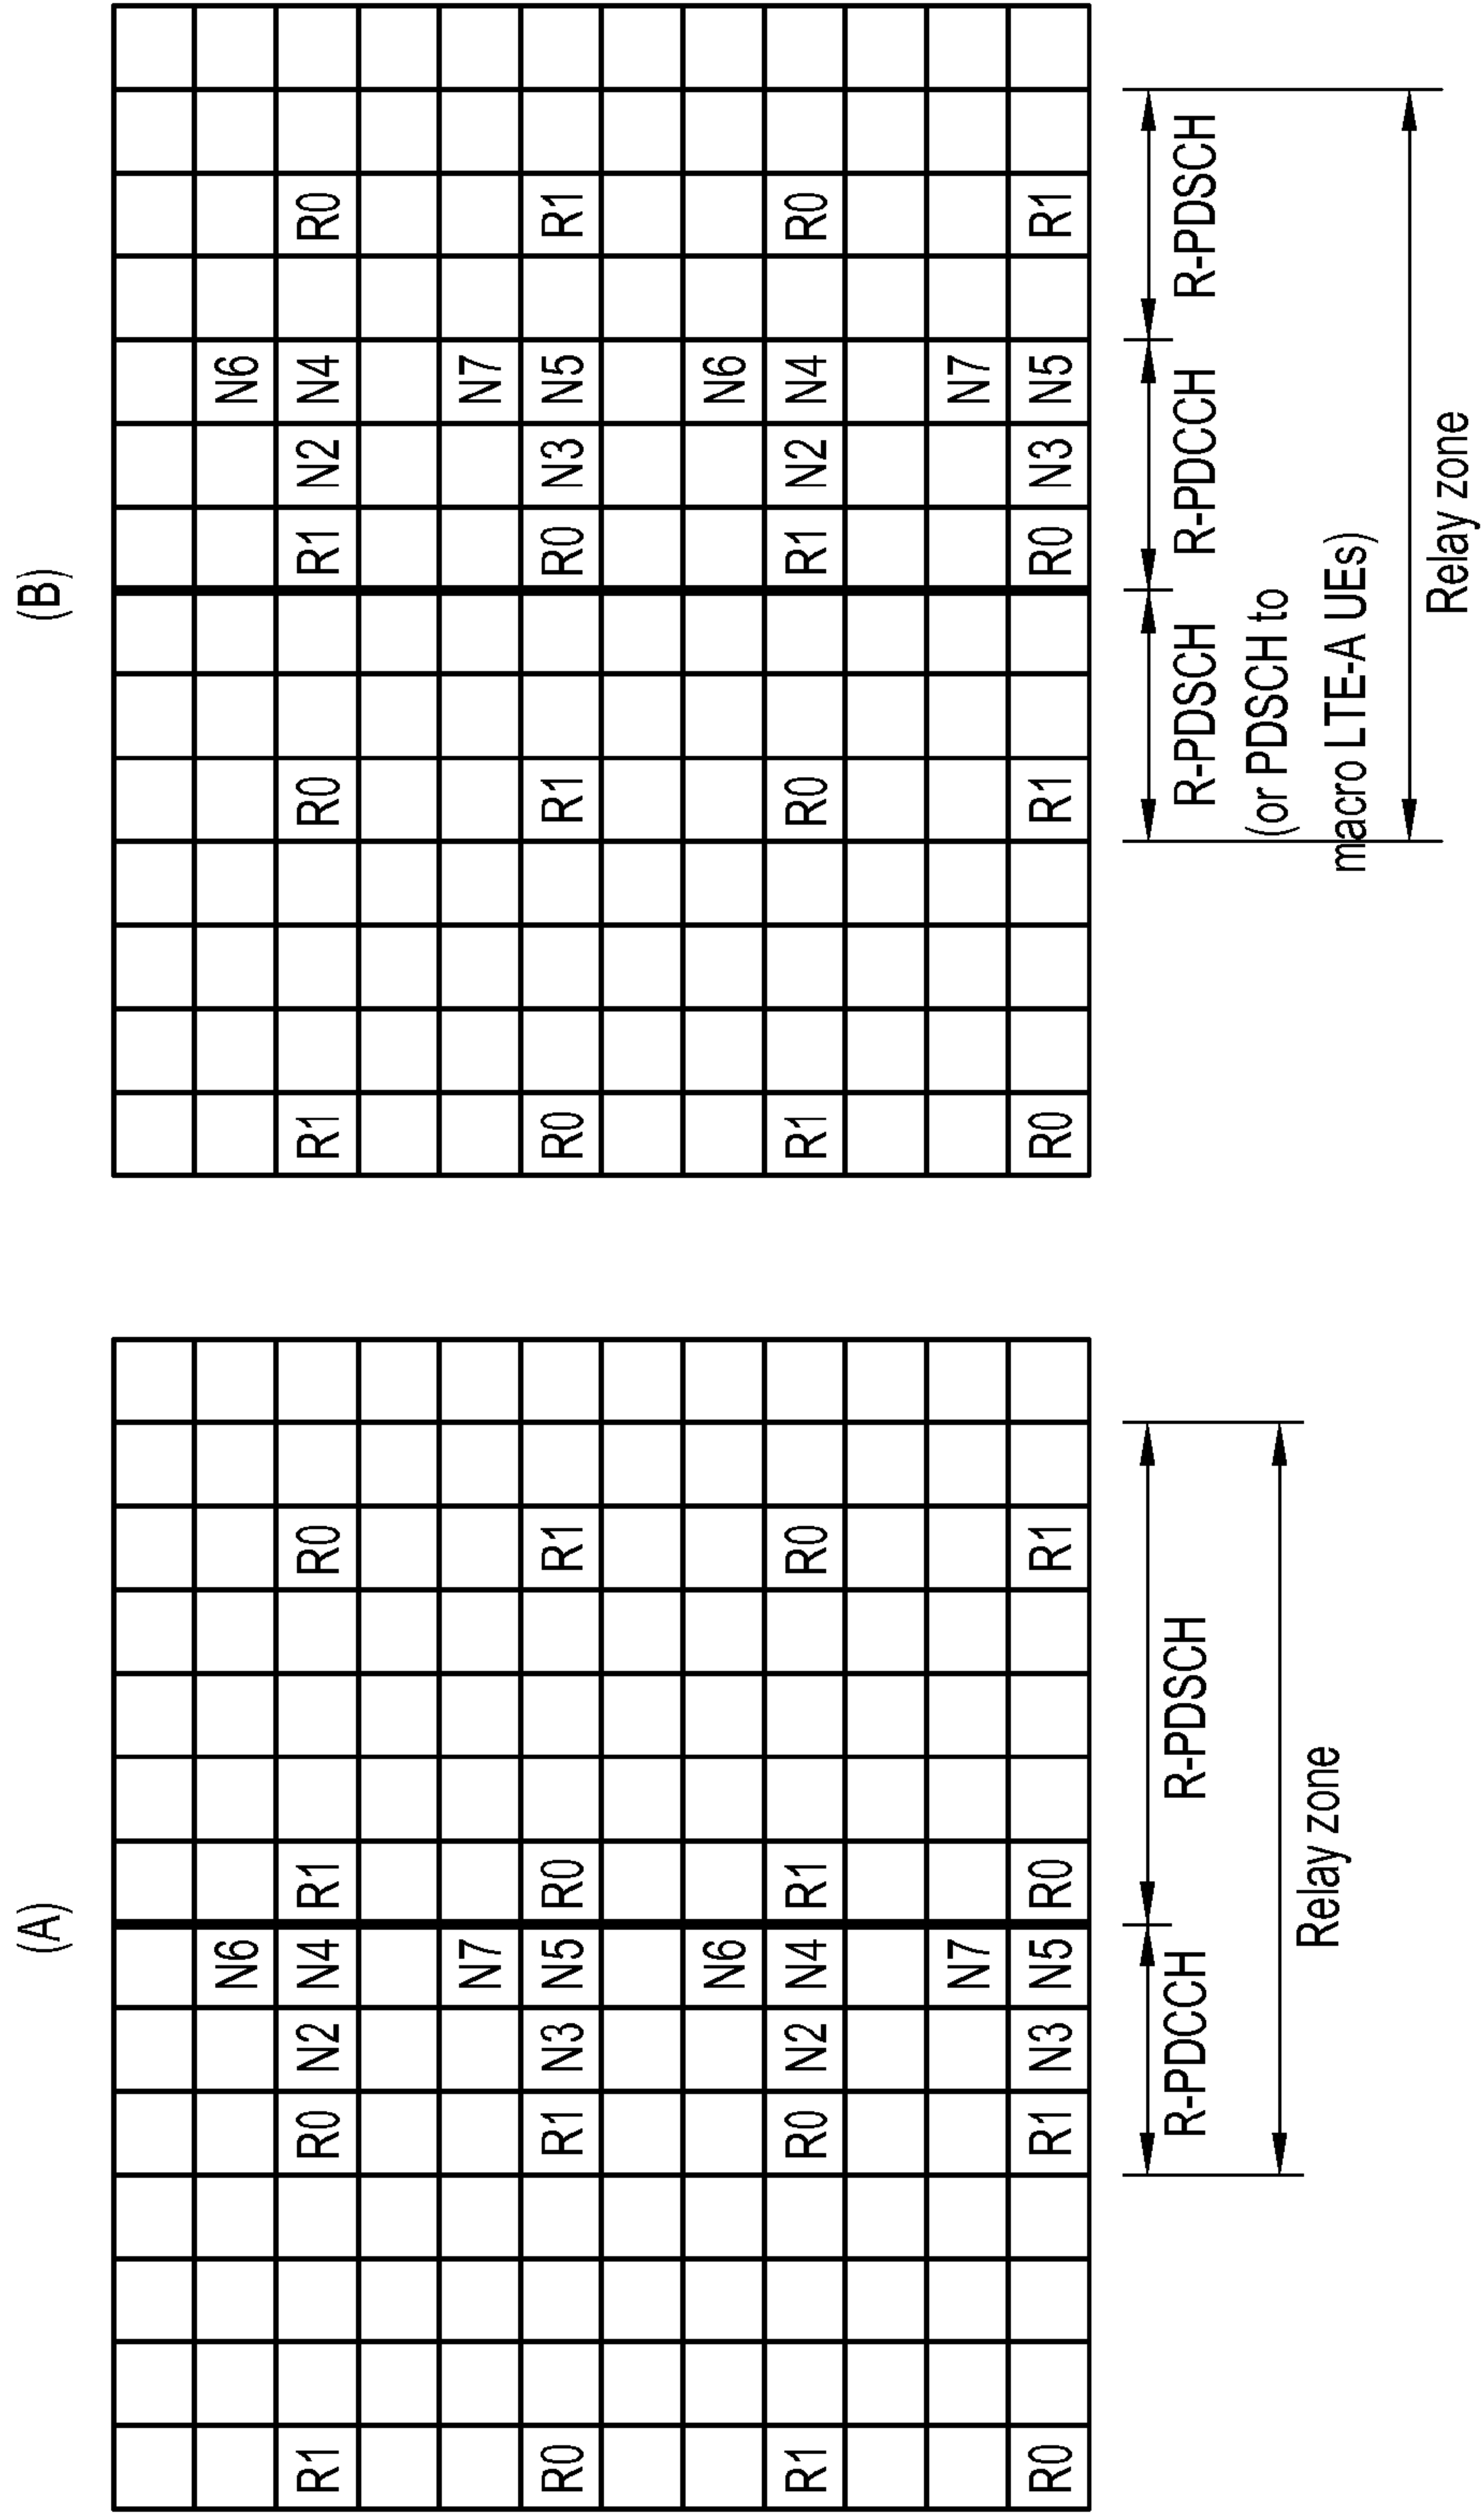 (A)
N6
R1 R0 N2 N4 R1 R0
N7
R0 R1 N3 N5 R0 R1
N6
R1 R0 N2 N4 R1 R0
N7
R0 R1 N3 N5 R0 R1
R-PDCCH R-PDSCH
Relay zone
(B)
N6
R1 R0 R1 N2 N4 R0
N7
R0 R1 R0 N3 N5 R1
N6
R1 R0 R1 N2 N4 R0
N7
R0 R1 R0 N3 N5 R1
R-PDSCH R-PDCCH R-PDSCH
(or PDSCH to
macro LTE-A UEs)
Relay zone